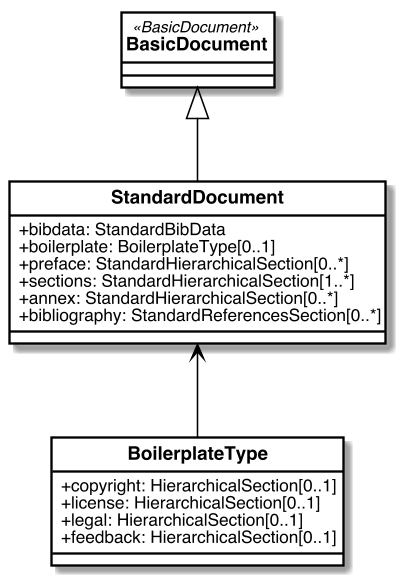 «BasicDocument»
BasicDocument
StandardDocument
+bibdata: StandardBibData
+boilerplate: BoilerplateType[0..1]
+preface: StandardHierarchicalSection[0..*]
+sections: StandardHierarchicalSection[1..*]
+annex: StandardHierarchicalSection[0..*]
+bibliography: StandardReferencesSection[0..*]
BoilerplateType
+copyright: HierarchicalSection[0..1]
+license: HierarchicalSection[0..1]
+legal: HierarchicalSection[0..1]
+feedback: HierarchicalSection[0..1]